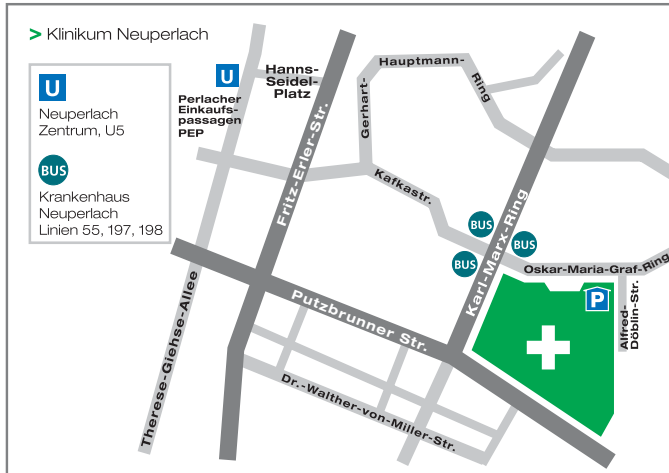 > Klinikum Neuperlach
U
Neuperlach
Zentrum, U5
BUS
Krankenhaus
Neuperlach
Linien 55, 197, 198
U
Perlacher
Einkaufs-
passagen
PEP
Hanns-
Seidel-
Platz
Fritz-Erler-Str.
Gerhart-
Hauptmann-
Ring
Kafkastr.
Karl-Marx-Ring
BUS
BUS
BUS
Oskar-Maria-Graf-Ring
P
Alfred-
Döblin-Str.
Therese-Giehse-Allee
Putzbrunner Str.
Dr.-Walther-von-Miller-Str.